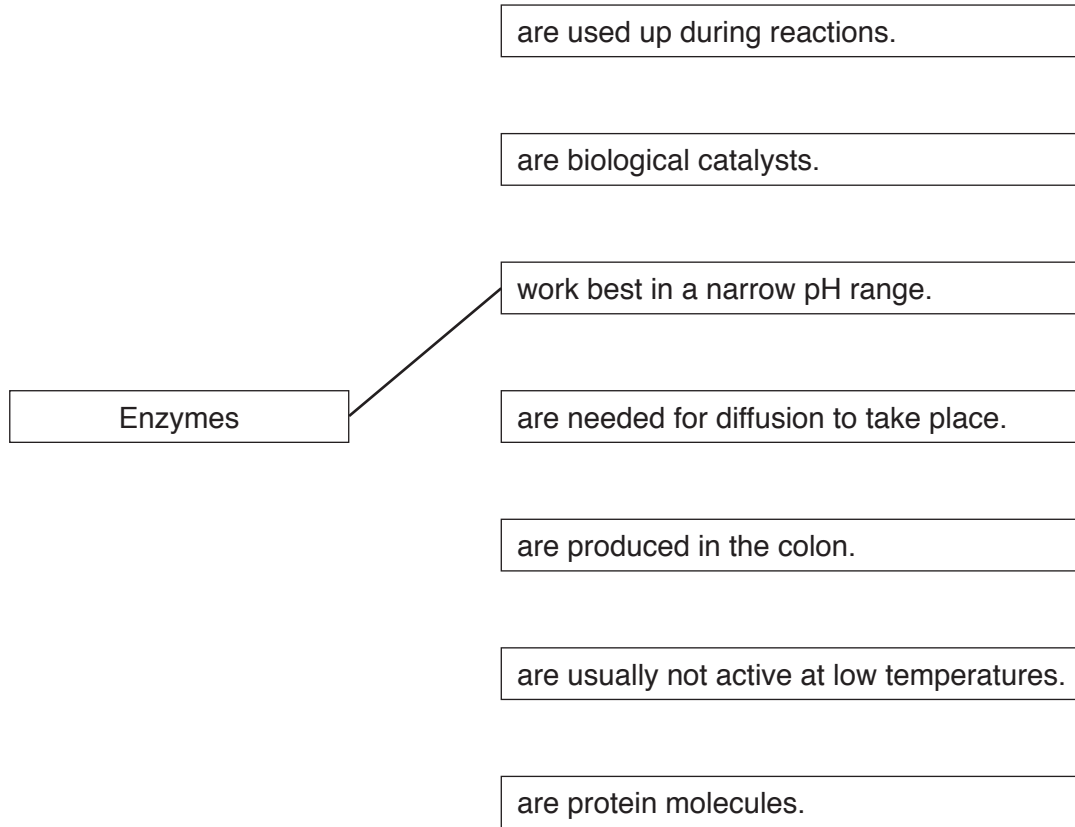 are used up during reactions.
are biological catalysts.
work best in a narrow pH range.
Enzymes
are needed for diffusion to take place.
are produced in the colon.
are usually not active at low temperatures.
are protein molecules.